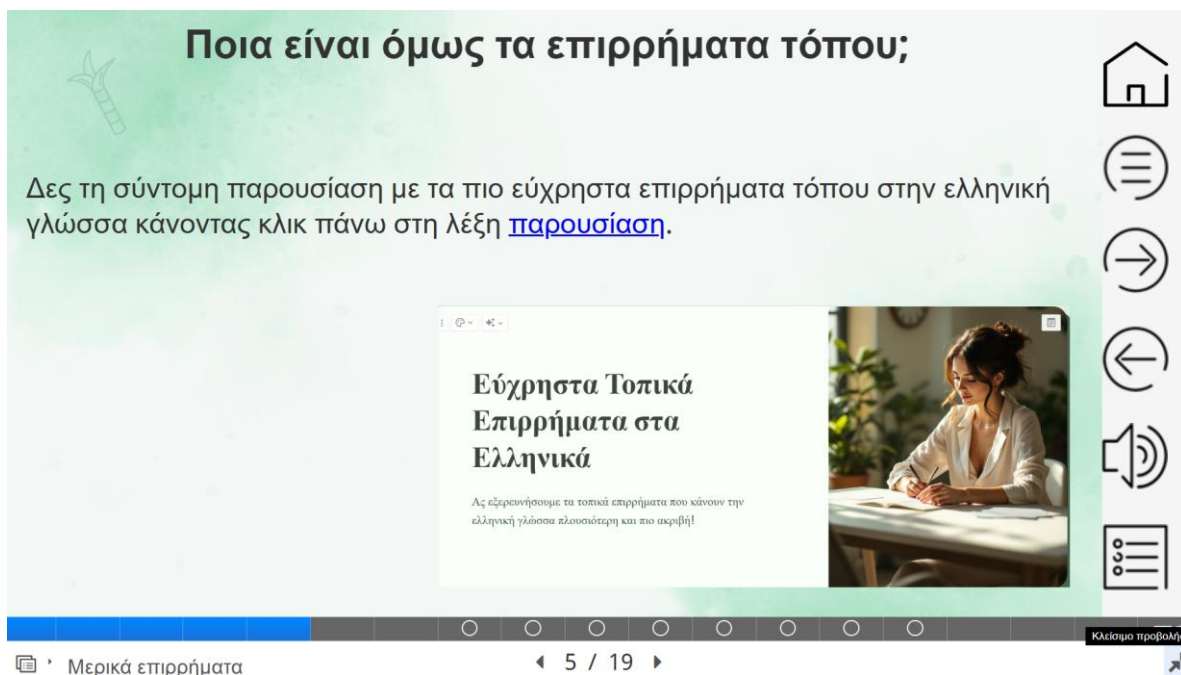 Ποια είναι όμως τα επιρρήματα τόπου;
Δες τη σύντομη παρουσίαση με τα πιο εύχρηστα επιρρήματα τόπου στην ελληνική
γλώσσα κάνοντας κλικ πάνω στη λέξη παρουσίαση.
Εύχρηστα Τοπικά
Επιρρήματα στα
Ελληνικά
Ας εξερευνήσουμε τα τοπικά επιρρήματα που κάνουν την
ελληνική γλώσσα πλουσιότερη και πιο ακριβή!
Κλείσιμο προβολής
Μερικά επιρρήματα
5 / 19